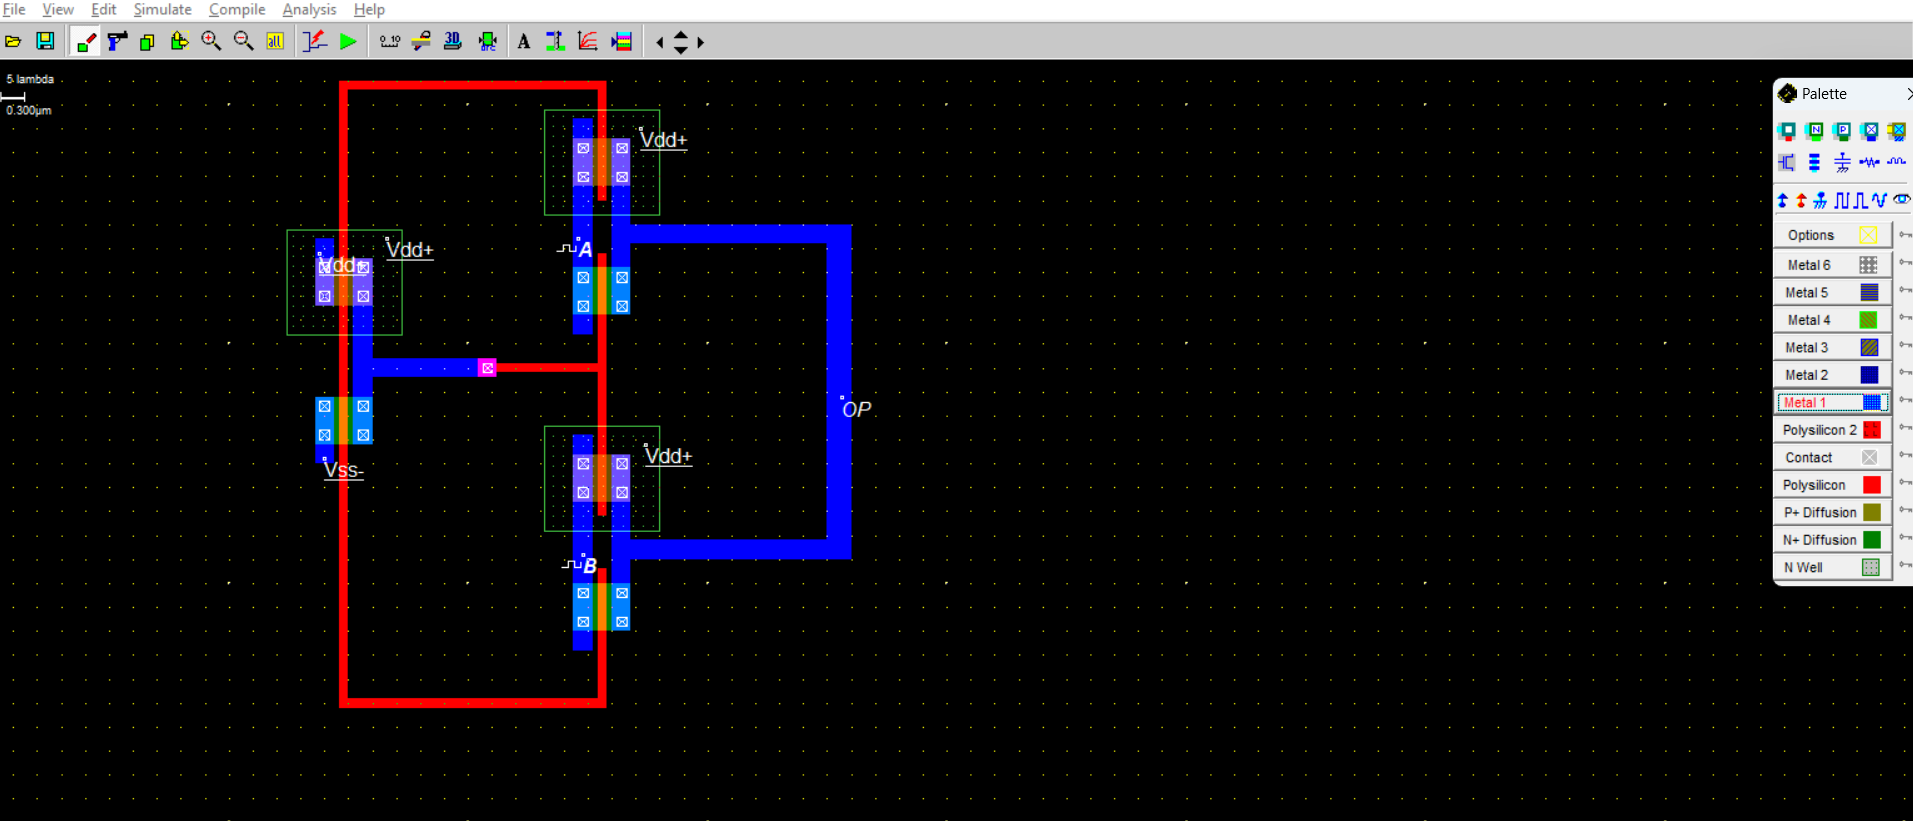 File View Edit Simulate Compile Analysis Help
5 lambda
0.300µm
Vdd+
Vdd+
Vdd+
A
OP
Vdd+
Vss-
B
Palette
Options
Metal 6
Metal 5
Metal 4
Metal 3
Metal 2
Metal 1
Polysilicon 2
Contact
Polysilicon
P+ Diffusion
N+ Diffusion
N Well